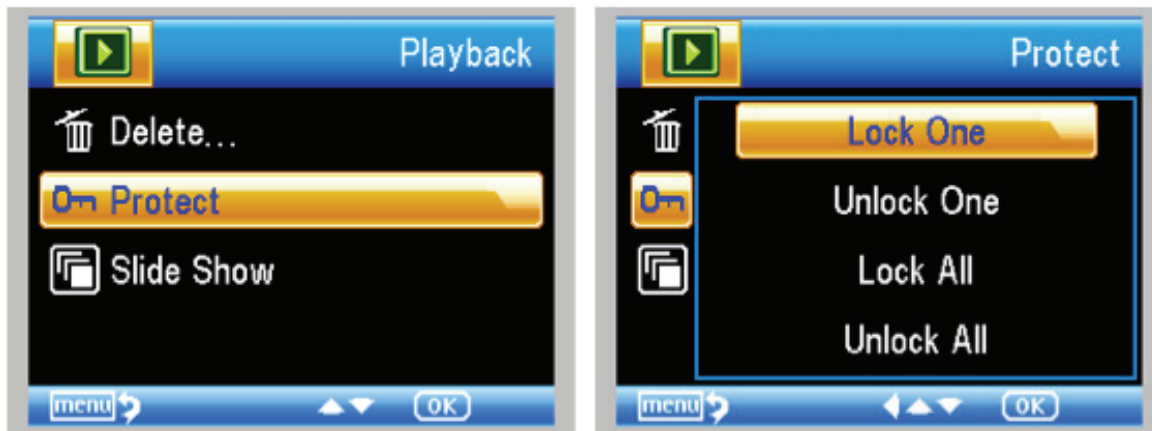 Playback
Delete...
Protect
Slide Show
menu OK
Protect
Lock One
Unlock One
Lock All
Unlock All
menu OK